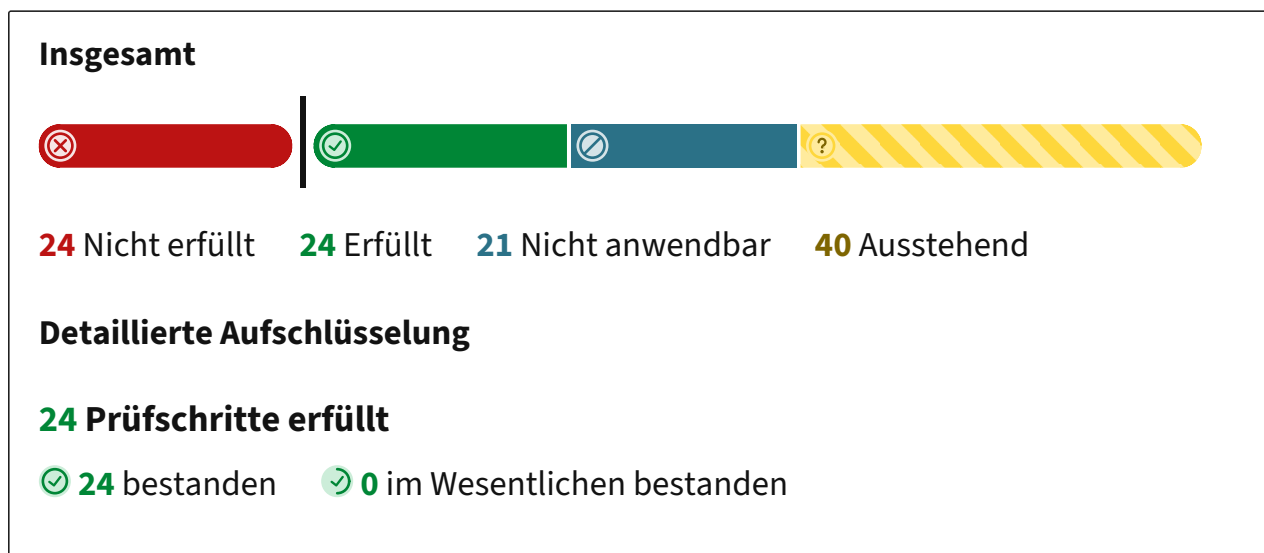 Insgesamt
?
24 Nicht erfüllt 24 Erfüllt 21 Nicht anwendbar 40 Ausstehend
Detaillierte Aufschlüsselung
24 Prüfschritte erfüllt
24 bestanden 0 im Wesentlichen bestanden